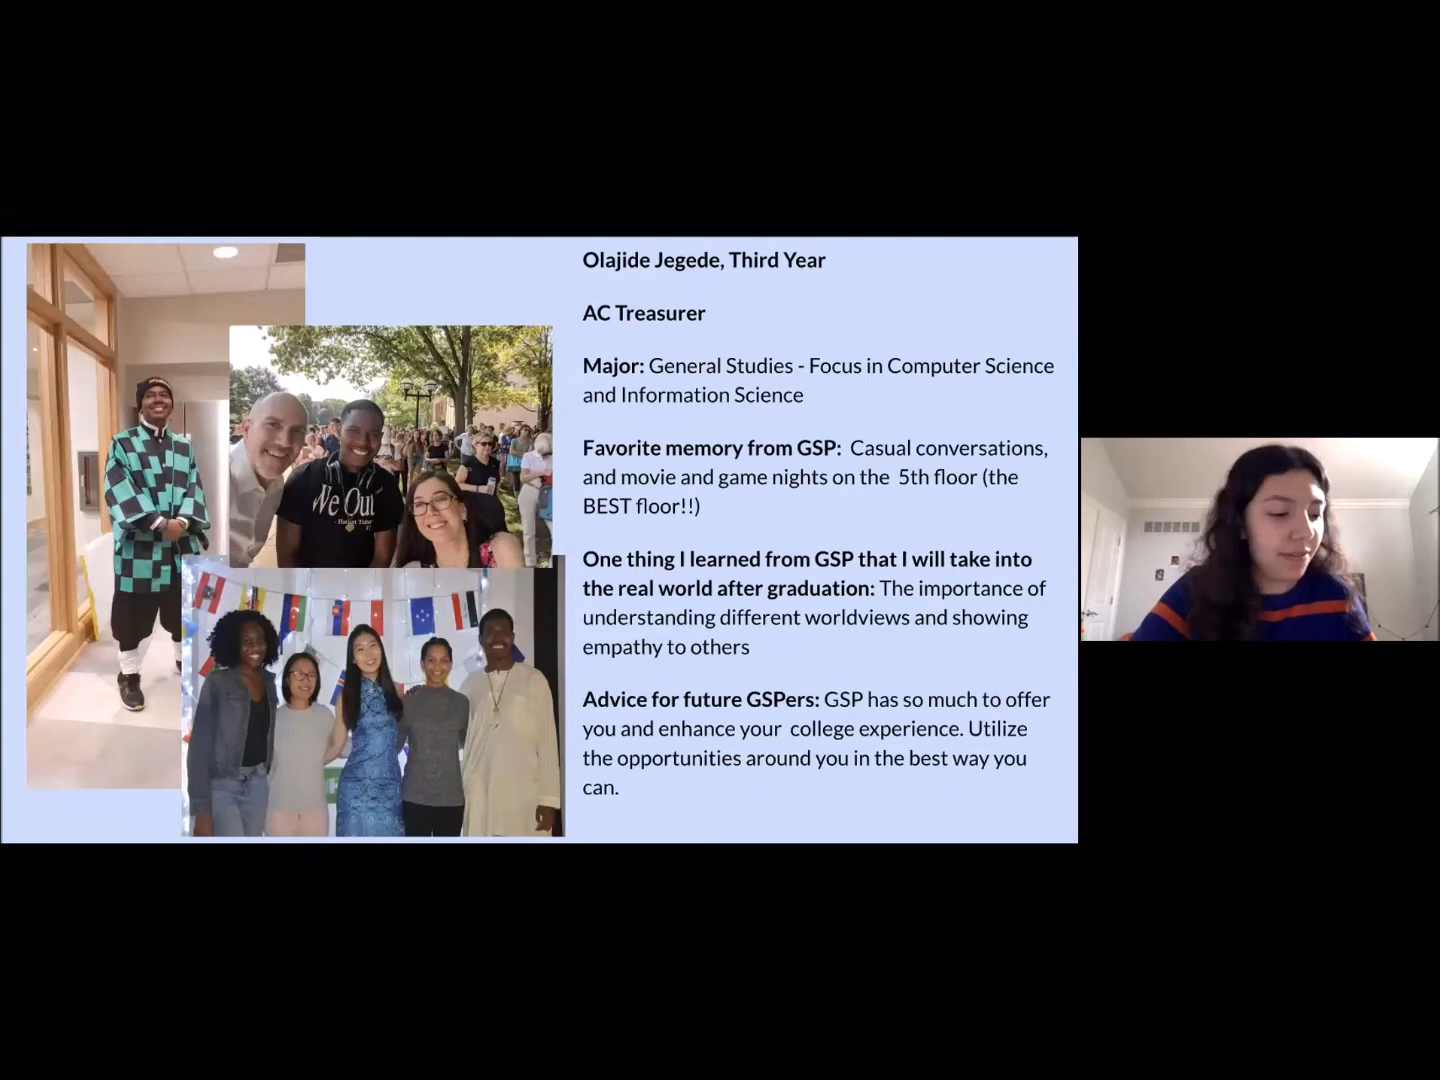 Olajide Jegede, Third Year
AC Treasurer
Major: General Studies - Focus in Computer Science
and Information Science
Favorite memory from GSP: Casual conversations,
and movie and game nights on the 5th floor (the
BEST floor!!)
One thing I learned from GSP that I will take into
the real world after graduation: The importance of
understanding different worldviews and showing
empathy to others
Advice for future GSPers: GSP has so much to offer
you and enhance your college experience. Utilize
the opportunities around you in the best way you
can.
We Out